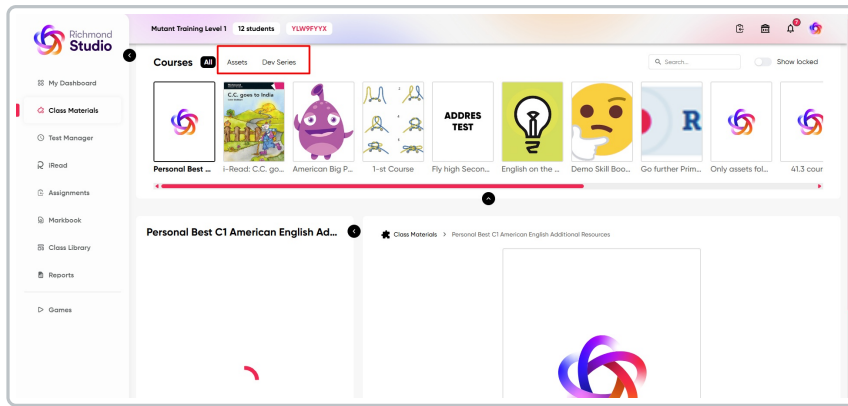 Richmond
Studio
Mutant Training Level 1 12 students YLW9FYYX
7
Courses All Assets Dev Series
Search...
Show locked
My Dashboard
Class Materials
Test Manager
iRead
Assignments
Markbook
Class Library
Reports
Games
C.C. goes to India
ADDRES
TEST
R
Personal Best ... i-Read: C.C. go... American Big P... 1-st Course Fly high Secon... English on the ... Demo Skill Boo... Go further Prim... Only assets fol... 41.3 cour
Personal Best C1 American English Ad...
Class Materials > Personal Best C1 American English Additional Resources